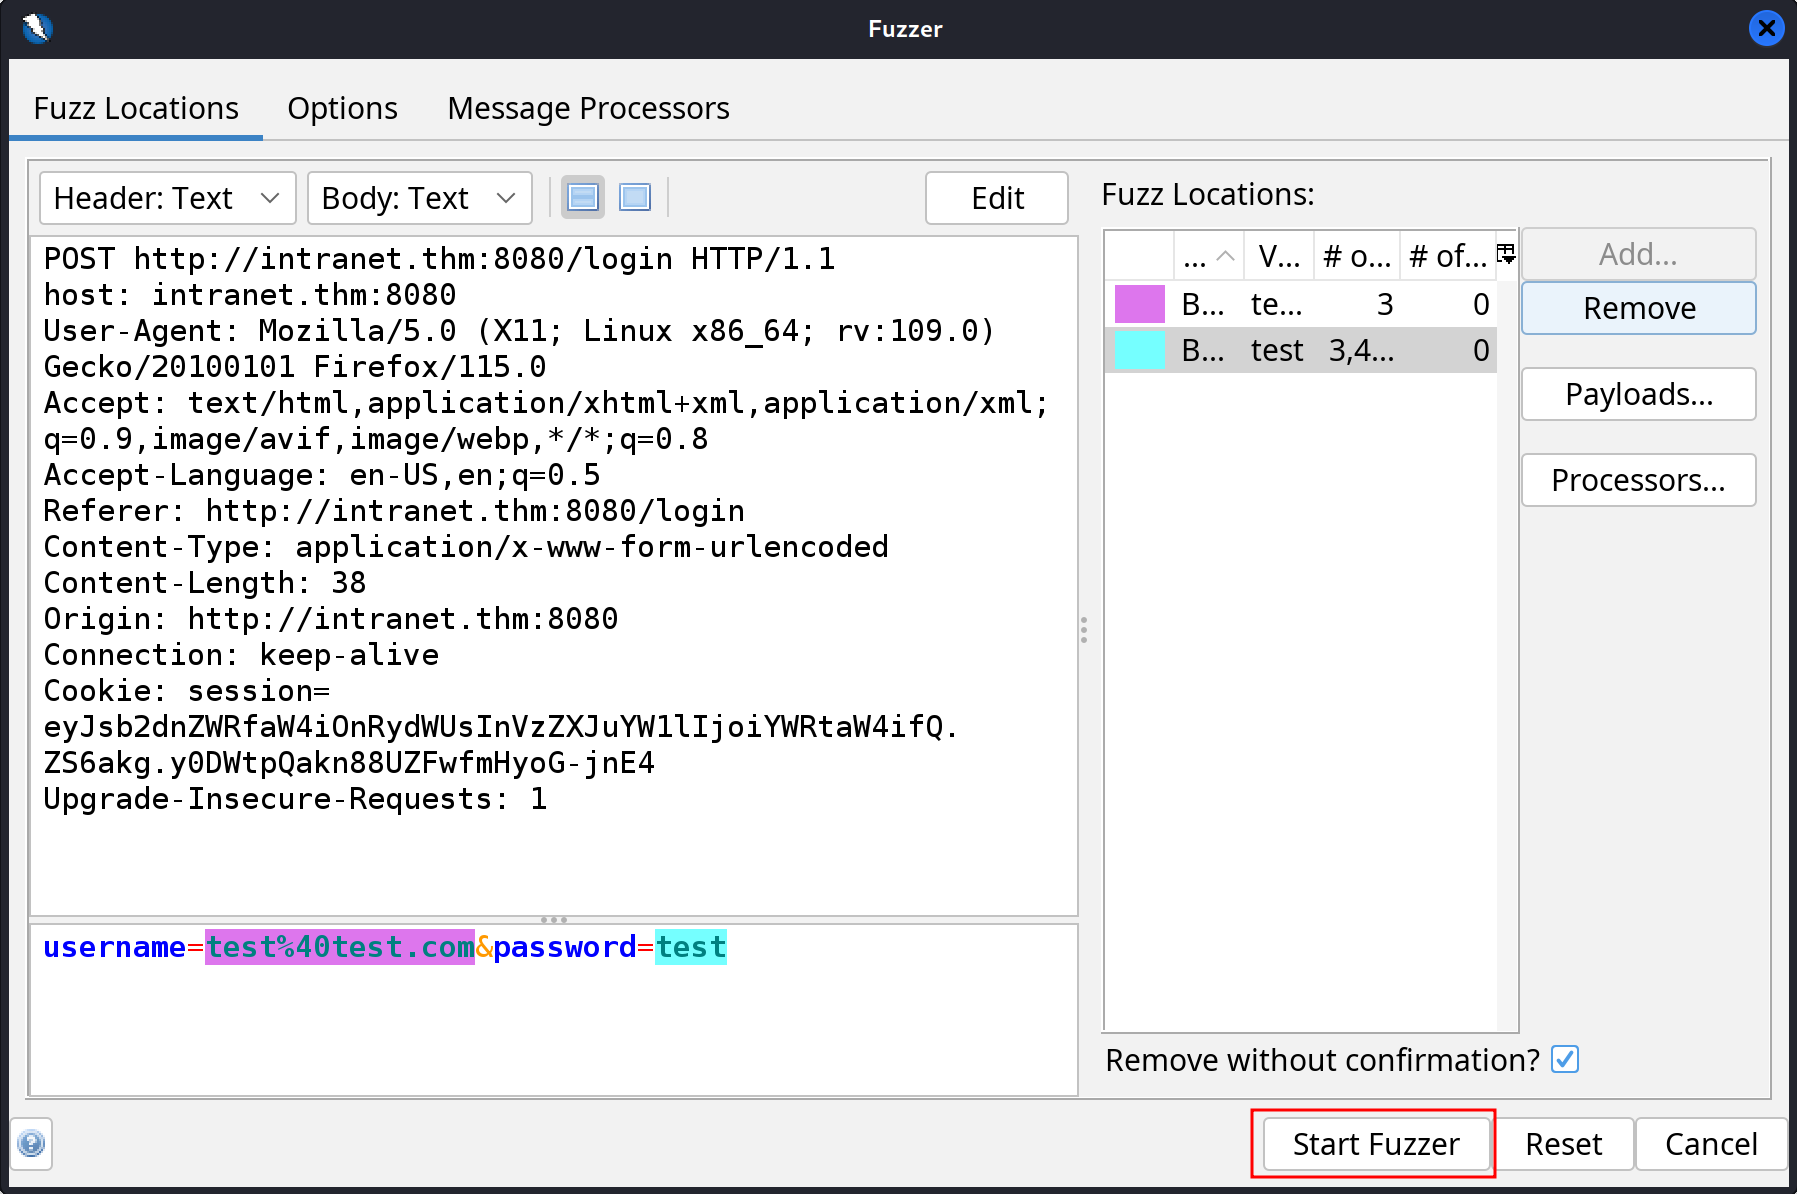 Fuzzer
Fuzz Locations Options Message Processors
Header: Text Body: Text Edit
POST http://intranet.thm:8080/login HTTP/1.1
host: intranet.thm:8080
User-Agent: Mozilla/5.0 (X11; Linux x86_64; rv:109.0)
Gecko/20100101 Firefox/115.0
Accept: text/html,application/xhtml+xml,application/xml;
q=0.9,image/avif,image/webp,*/*;q=0.8
Accept-Language: en-US,en;q=0.5
Referer: http://intranet.thm:8080/login
Content-Type: application/x-www-form-urlencoded
Content-Length: 38
Origin: http://intranet.thm:8080
Connection: keep-alive
Cookie: session=
eyJsb2dnZWRfaW4iOnRydWUsInVzZXJuYW1lIjoiYWRtaW4ifQ.
ZS6akg.y0DWtpQakn88UZFwfmHyoG-jnE4
Upgrade-Insecure-Requests: 1
username=test%40test.com&password=test
Fuzz Locations:
... V... # o... # of...
B... te... 3 0
B... test 3,4... 0
Add...
Remove
Payloads...
Processors...
Remove without confirmation?
Start Fuzzer Reset Cancel